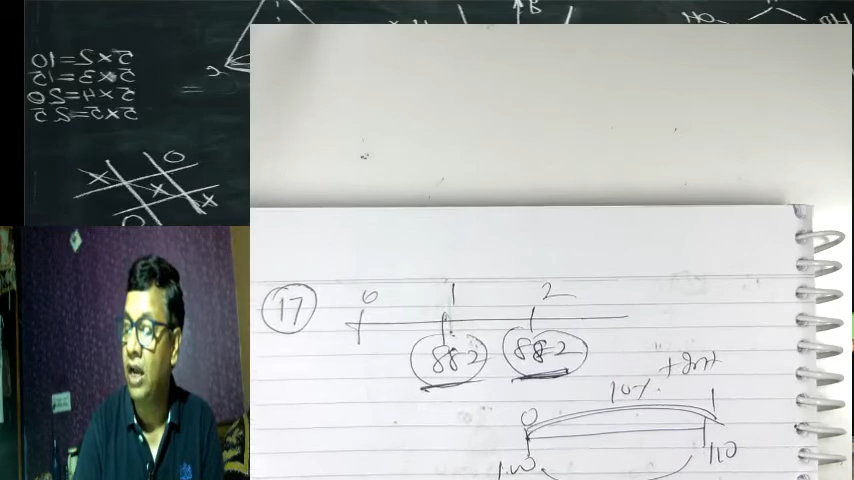 5×2=10
5×3=15
5×4=20
5×5=25
B
=
O
X
X
X
O
17
0 1 2
882 882
10% + Int
0 1
100 110